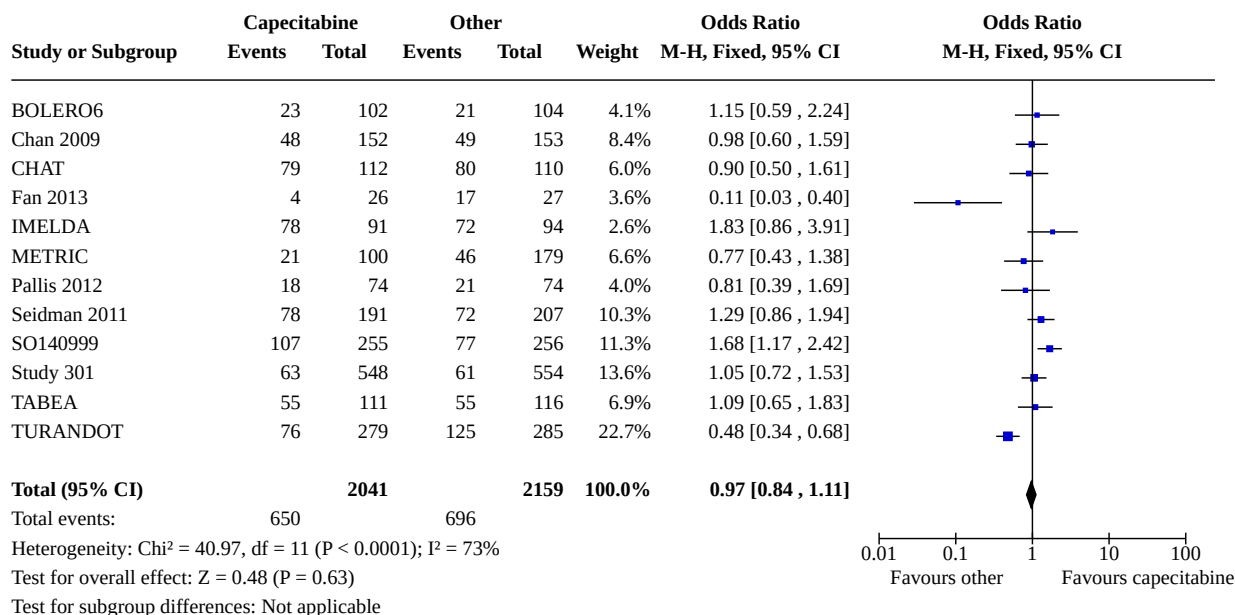 Capecitabine Other Odds Ratio Odds Ratio
Study or Subgroup Events Total Events Total Weight M-H, Fixed, 95% CI M-H, Fixed, 95% CI
BOLERO6 23 102 21 104 4.1% 1.15 [0.59 , 2.24]
Chan 2009 48 152 49 153 8.4% 0.98 [0.60 , 1.59]
CHAT 79 112 80 110 6.0% 0.90 [0.50 , 1.61]
Fan 2013 4 26 17 27 3.6% 0.11 [0.03 , 0.40]
IMELDA 78 91 72 94 2.6% 1.83 [0.86 , 3.91]
METRIC 21 100 46 179 6.6% 0.77 [0.43 , 1.38]
Pallis 2012 18 74 21 74 4.0% 0.81 [0.39 , 1.69]
Seidman 2011 78 191 72 207 10.3% 1.29 [0.86 , 1.94]
SO140999 107 255 77 256 11.3% 1.68 [1.17 , 2.42]
Study 301 63 548 61 554 13.6% 1.05 [0.72 , 1.53]
TABEA 55 111 55 116 6.9% 1.09 [0.65 , 1.83]
TURANDOT 76 279 125 285 22.7% 0.48 [0.34 , 0.68]
Total (95% CI) 2041 2159 100.0% 0.97 [0.84 , 1.11]
Total events: 650 696
Heterogeneity: Chi² = 40.97, df = 11 (P < 0.0001); I² = 73%
0.01 0.1 1 10 100
Test for overall effect: Z = 0.48 (P = 0.63) Favours other Favours capecitabine
Test for subgroup differences: Not applicable